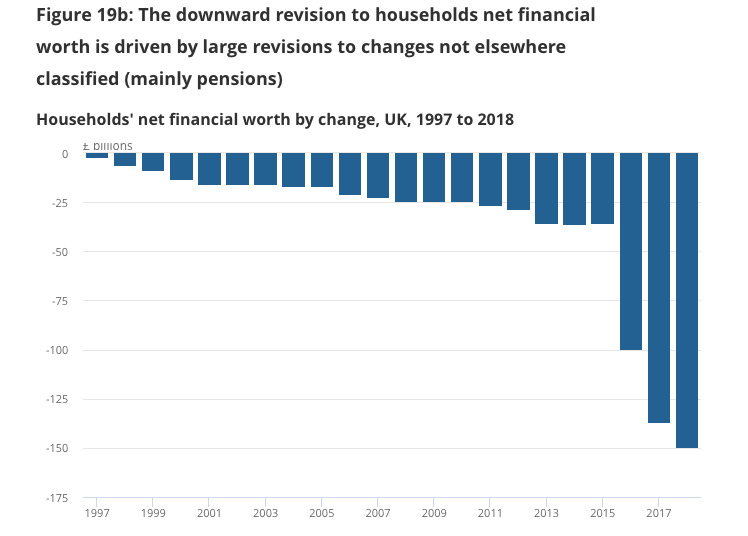 Figure 19b: The downward revision to households net financial
worth is driven by large revisions to changes not elsewhere
classified (mainly pensions)
Households' net financial worth by change, UK, 1997 to 2018
£ billions
0
-25
-50
-75
-100
-125
-150
-175
1997 1999 2001 2003 2005 2007 2009 2011 2013 2015 2017